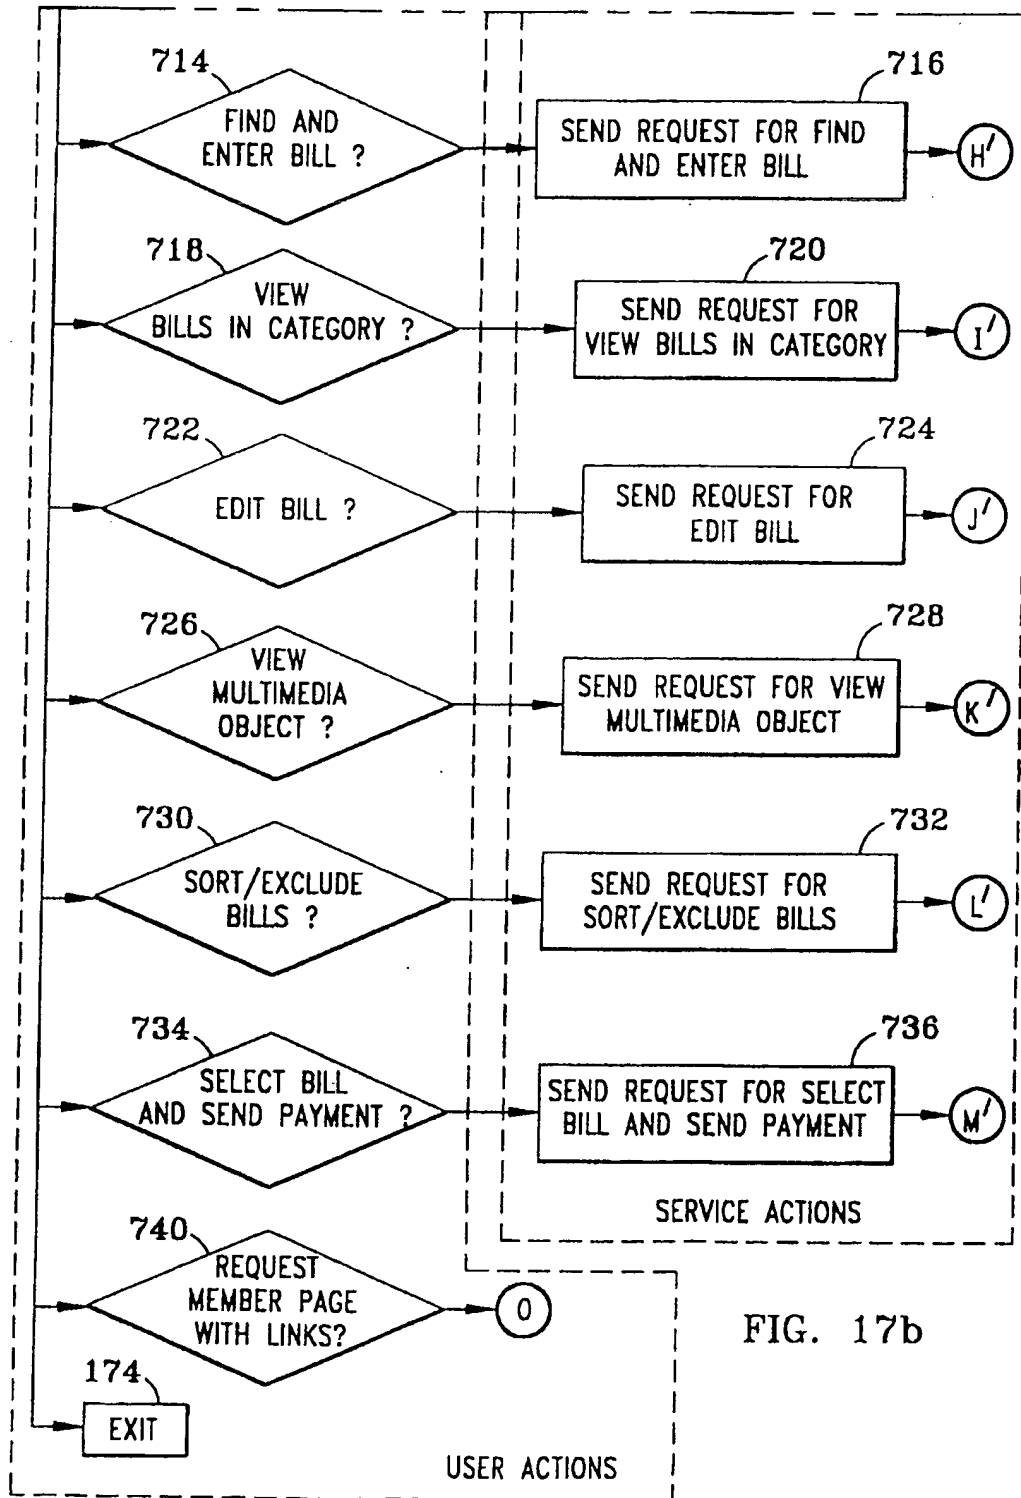 714
FIND AND
ENTER BILL ?
716
SEND REQUEST FOR FIND
AND ENTER BILL
H'
718
VIEW
BILLS IN CATEGORY ?
720
SEND REQUEST FOR
VIEW BILLS IN CATEGORY
I'
722
EDIT BILL ?
724
SEND REQUEST FOR
EDIT BILL
J'
726
VIEW
MULTIMEDIA
OBJECT ?
728
SEND REQUEST FOR VIEW
MULTIMEDIA OBJECT
K'
730
SORT/EXCLUDE
BILLS ?
732
SEND REQUEST FOR
SORT/EXCLUDE BILLS
L'
734
SELECT BILL
AND SEND PAYMENT ?
736
SEND REQUEST FOR SELECT
BILL AND SEND PAYMENT
M'
SERVICE ACTIONS
740
REQUEST
MEMBER PAGE
WITH LINKS?
O
FIG. 17b
174
EXIT
USER ACTIONS